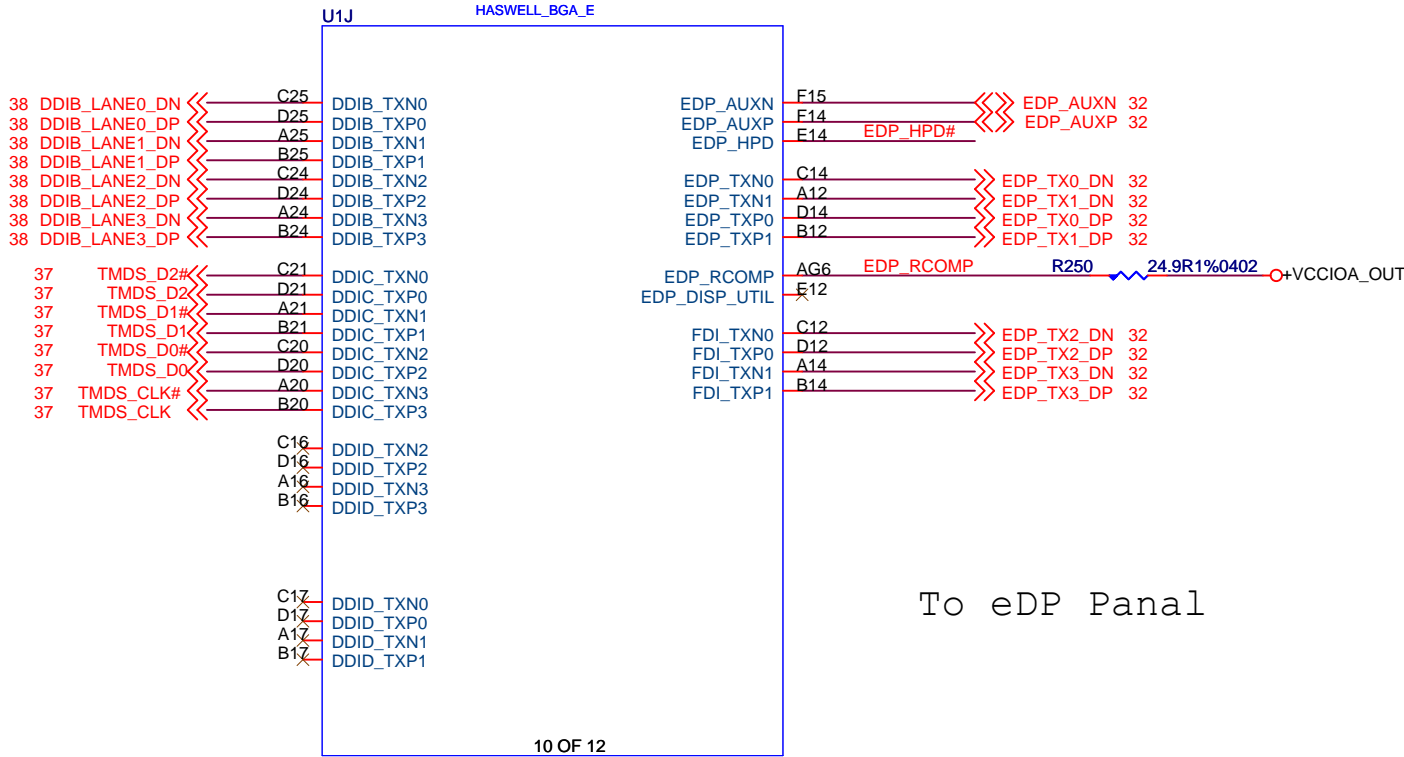 U1J HASWELL_BGA_E
38 DDIB_LANE0_DN C25 DDIB_TXN0 EDP_AUXN F15 EDP_AUXN 32
38 DDIB_LANE0_DP D25 DDIB_TXP0 EDP_AUXP F14 EDP_AUXP 32
38 DDIB_LANE1_DN A25 DDIB_TXN1 EDP_HPD E14 EDP_HPD#
38 DDIB_LANE1_DP B25 DDIB_TXP1
38 DDIB_LANE2_DN C24 DDIB_TXN2 EDP_TXN0 C14 EDP_TX0_DN 32
38 DDIB_LANE2_DP D24 DDIB_TXP2 EDP_TXN1 A12 EDP_TX1_DN 32
38 DDIB_LANE3_DN A24 DDIB_TXN3 EDP_TXP0 D14 EDP_TX0_DP 32
38 DDIB_LANE3_DP B24 DDIB_TXP3 EDP_TXP1 B12 EDP_TX1_DP 32
37 TMDS_D2# C21 DDIC_TXN0 EDP_RCOMP AG6 EDP_RCOMP R250 24.9R1%0402 +VCCIOA_OUT
37 TMDS_D2 D21 DDIC_TXP0 EDP_DISP_UTIL E12
37 TMDS_D1# A21 DDIC_TXN1
37 TMDS_D1 B21 DDIC_TXP1 FDI_TXN0 C12 EDP_TX2_DN 32
37 TMDS_D0# C20 DDIC_TXN2 FDI_TXP0 D12 EDP_TX2_DP 32
37 TMDS_D0 D20 DDIC_TXP2 FDI_TXN1 A14 EDP_TX3_DN 32
37 TMDS_CLK# A20 DDIC_TXN3 FDI_TXP1 B14 EDP_TX3_DP 32
37 TMDS_CLK B20 DDIC_TXP3
C16 DDID_TXN2
D16 DDID_TXP2
A16 DDID_TXN3
B16 DDID_TXP3
C17 DDID_TXN0
D17 DDID_TXP0
A17 DDID_TXN1
B17 DDID_TXP1
To eDP Panal
10 OF 12